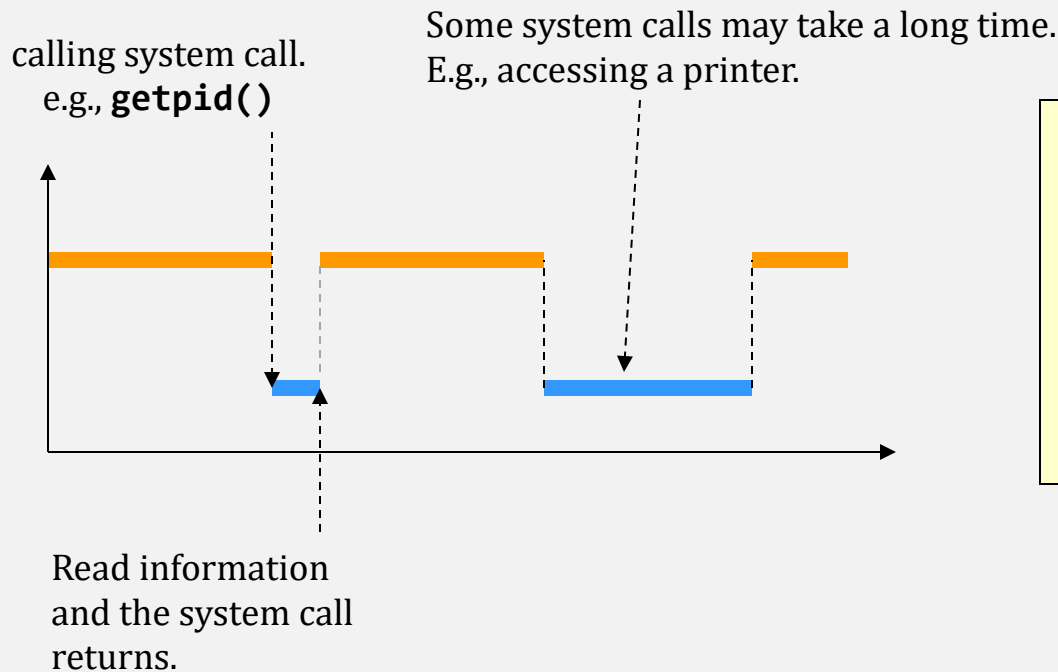 calling system call.
e.g., getpid()
Some system calls may take a long time.
E.g., accessing a printer.
Read information
and the system call
returns.